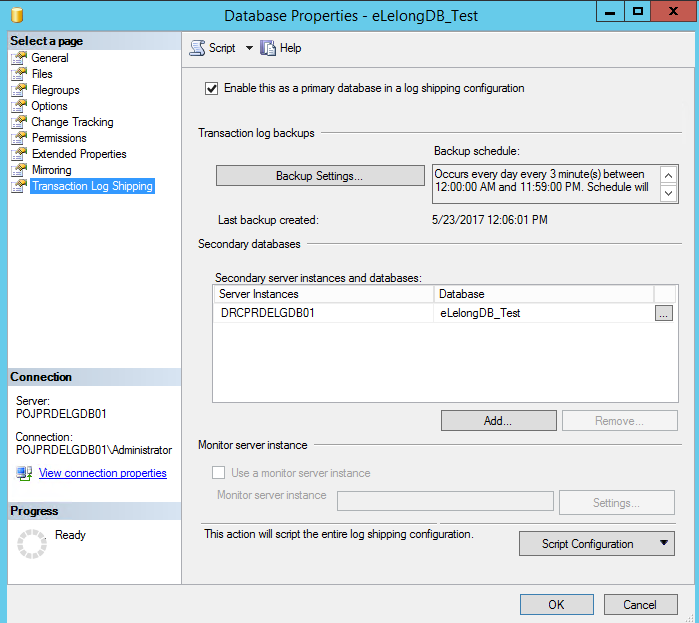 Database Properties - eLelongDB_Test
Select a page
General
Files
Filegroups
Options
Change Tracking
Permissions
Extended Properties
Mirroring
Transaction Log Shipping
Connection
Server:
POJPRDELGDB01
Connection:
POJPRDELGDB01\Administrator
View connection properties
Progress
Ready
Script
Help
Enable this as a primary database in a log shipping configuration
Transaction log backups
Backup schedule:
Backup Settings...
Occurs every day every 3 minute(s) between
12:00:00 AM and 11:59:00 PM. Schedule will
Last backup created:
5/23/2017 12:06:01 PM
Secondary databases
Secondary server instances and databases:
Server Instances
Database
DRCPRDELGDB01
eLelongDB_Test
...
Add...
Remove...
Monitor server instance
Use a monitor server instance
Monitor server instance
Settings...
This action will script the entire log shipping configuration.
Script Configuration
OK
Cancel